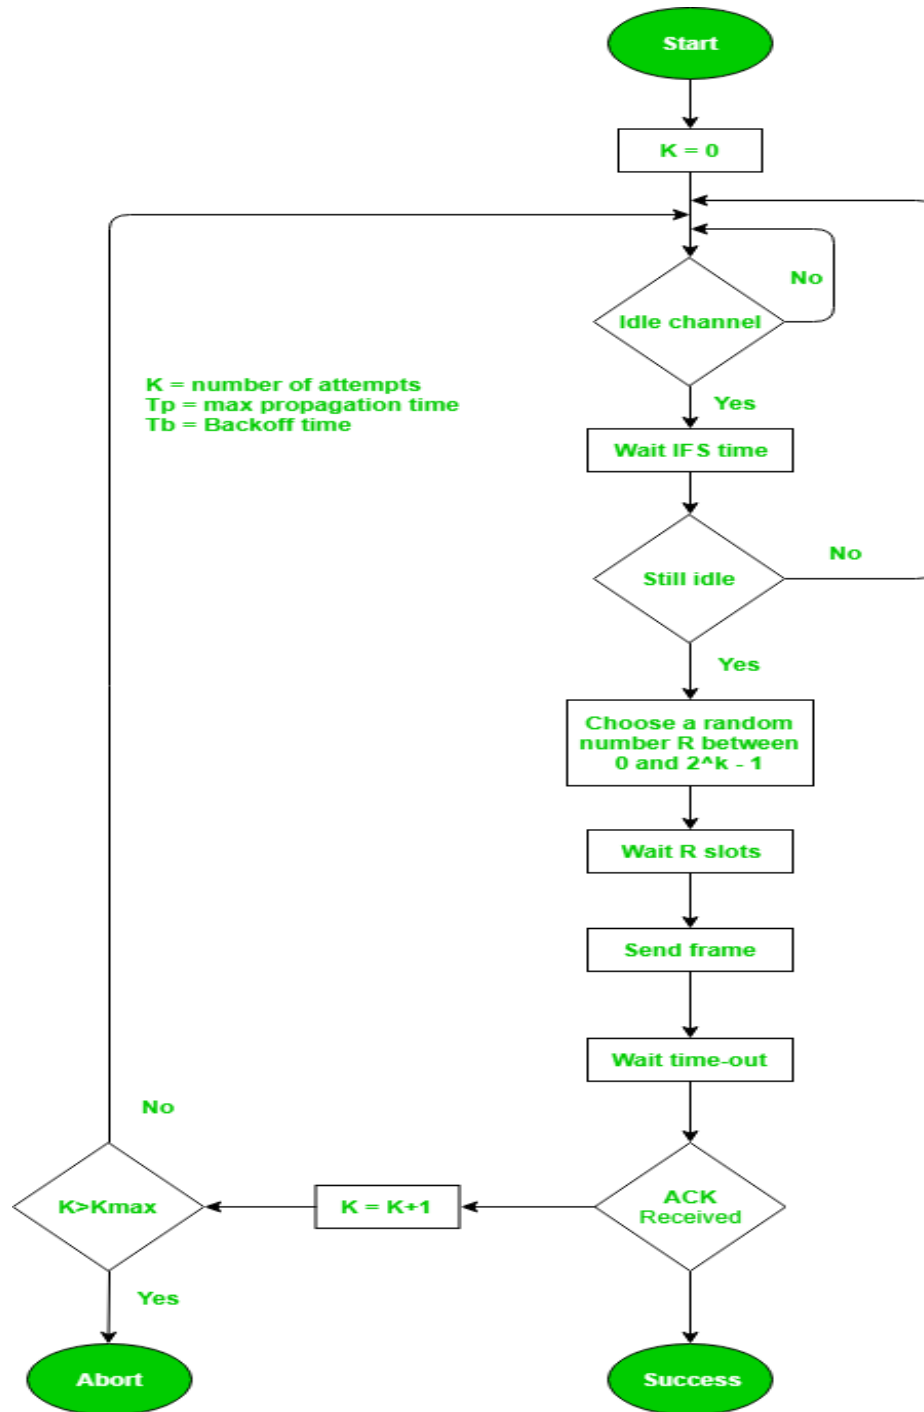 Start
K = 0
No
Idle channel
K = number of attempts
Tp = max propagation time
Tb = Backoff time
Yes
Wait IFS time
No
Still idle
Yes
Choose a random
number R between
0 and 2^k - 1
Wait R slots
Send frame
Wait time-out
No
K>Kmax
K = K+1
ACK
Received
Yes
Abort
Success